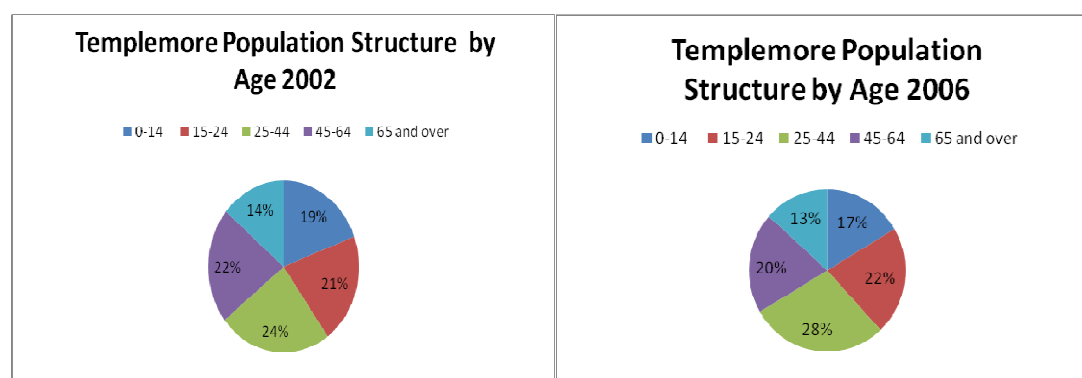 Templemore Population Structure by
Age 2002
0-14 15-24 25-44 45-64 65 and over
14%
19%
22%
21%
24%
Templemore Population
Structure by Age 2006
0-14 15-24 25-44 45-64 65 and over
13%
17%
20%
22%
28%